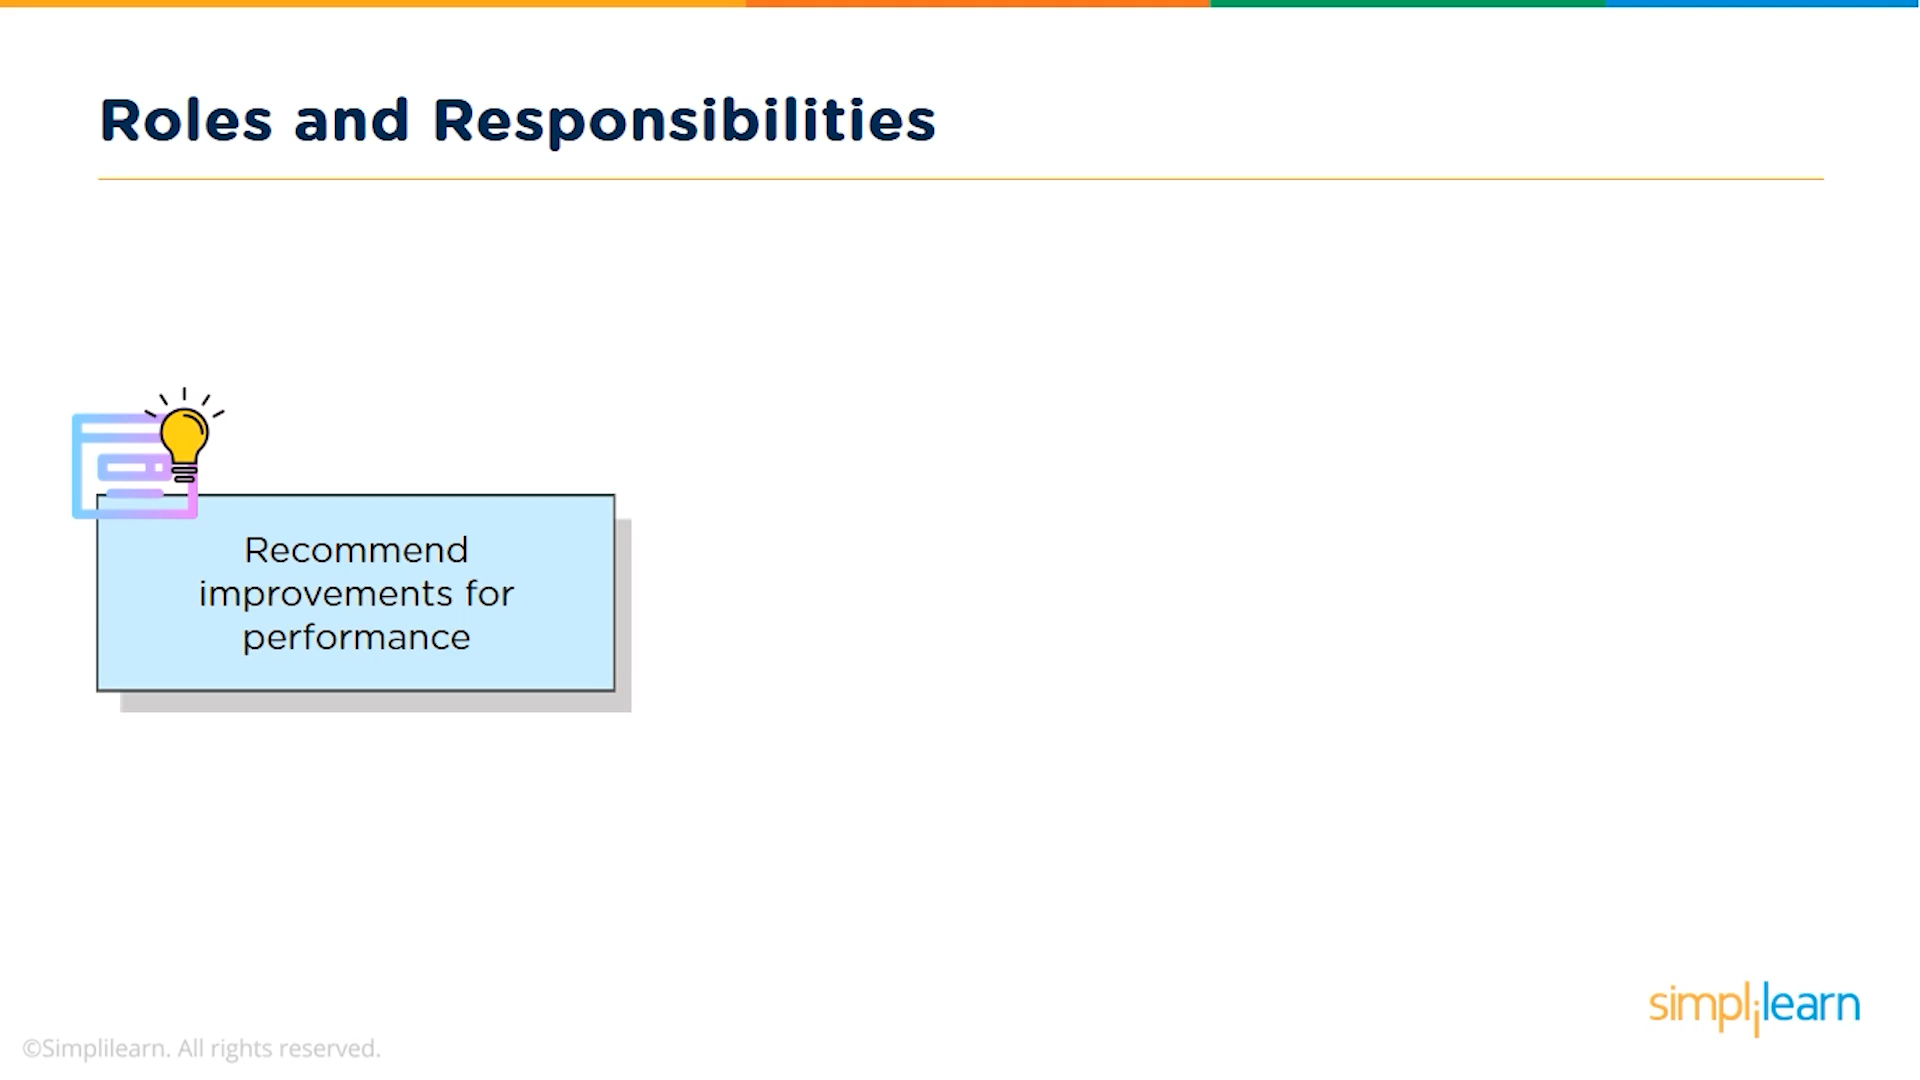 Roles and Responsibilities
Recommend
improvements for
performance
simplilearn
©Simplilearn. All rights reserved.